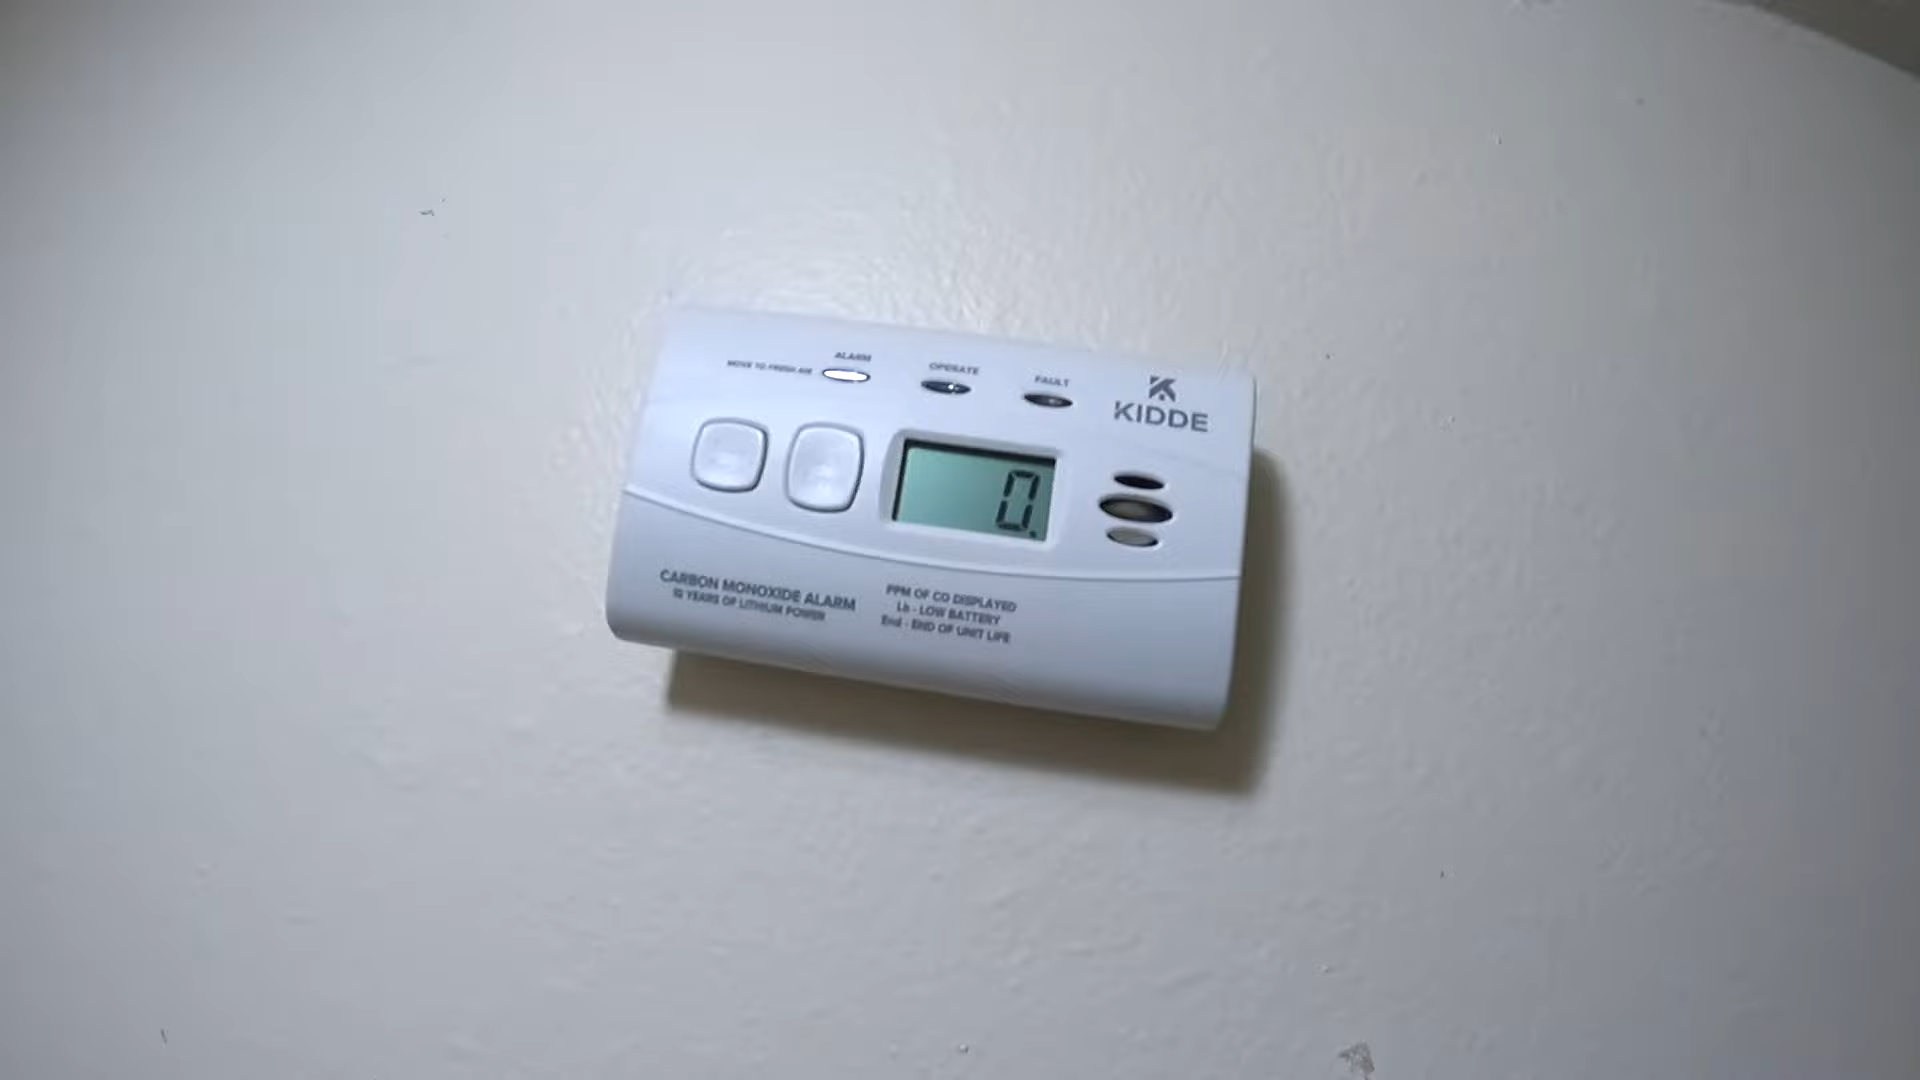 ALARM
MOVE TO FRESH AIR
OPERATE
FAULT
KIDDE
0.
CARBON MONOXIDE ALARM
10 YEARS OF LITHIUM POWER
PPM OF CO DISPLAYED
Lb - LOW BATTERY
End - END OF UNIT LIFE